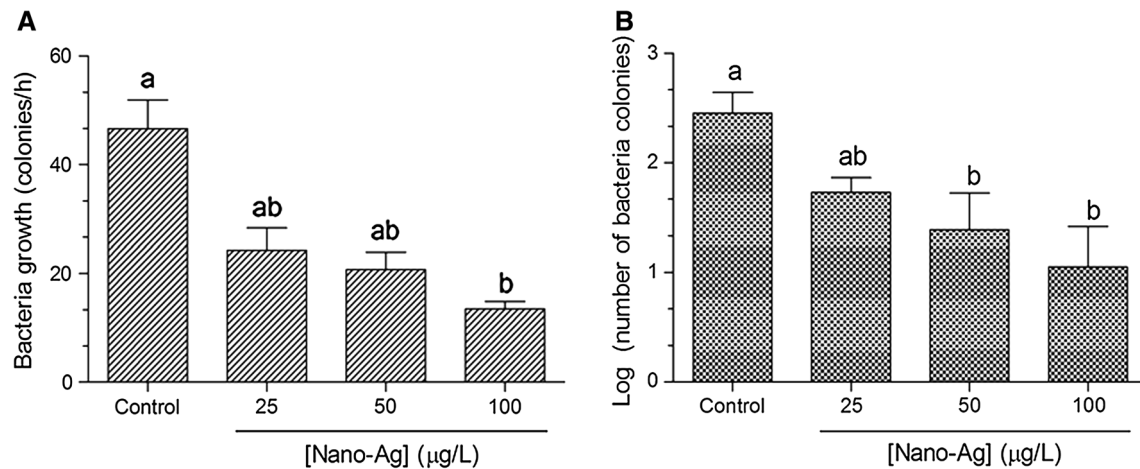 A
Bacteria growth (colonies/h)
60
40
20
0
a
ab
ab
b
Control
25
50
100
[Nano-Ag] (μg/L)
B
Log (number of bacteria colonies)
3
2
1
0
a
ab
b
b
Control
25
50
100
[Nano-Ag] (μg/L)